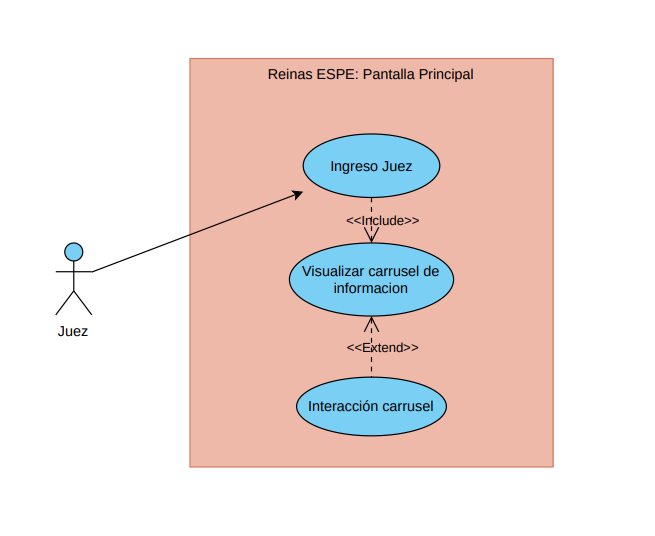 Reinas ESPE: Pantalla Principal
Ingreso Juez
<<Include>>
Visualizar carrusel de
informacion
<<Extend>>
Interacción carrusel
Juez